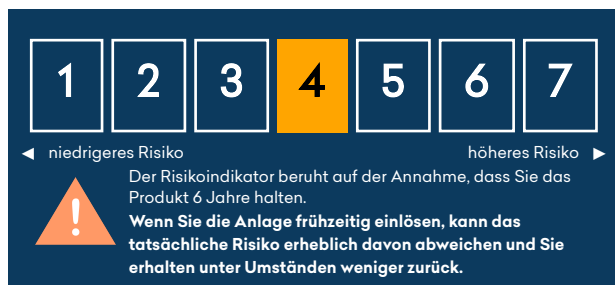 1 2 3 4 5 6 7
◄ niedrigeres Risiko höheres Risiko ►
Der Risikoindikator beruht auf der Annahme, dass Sie das
Produkt 6 Jahre halten.
!
Wenn Sie die Anlage frühzeitig einlösen, kann das
tatsächliche Risiko erheblich davon abweichen und Sie
erhalten unter Umständen weniger zurück.